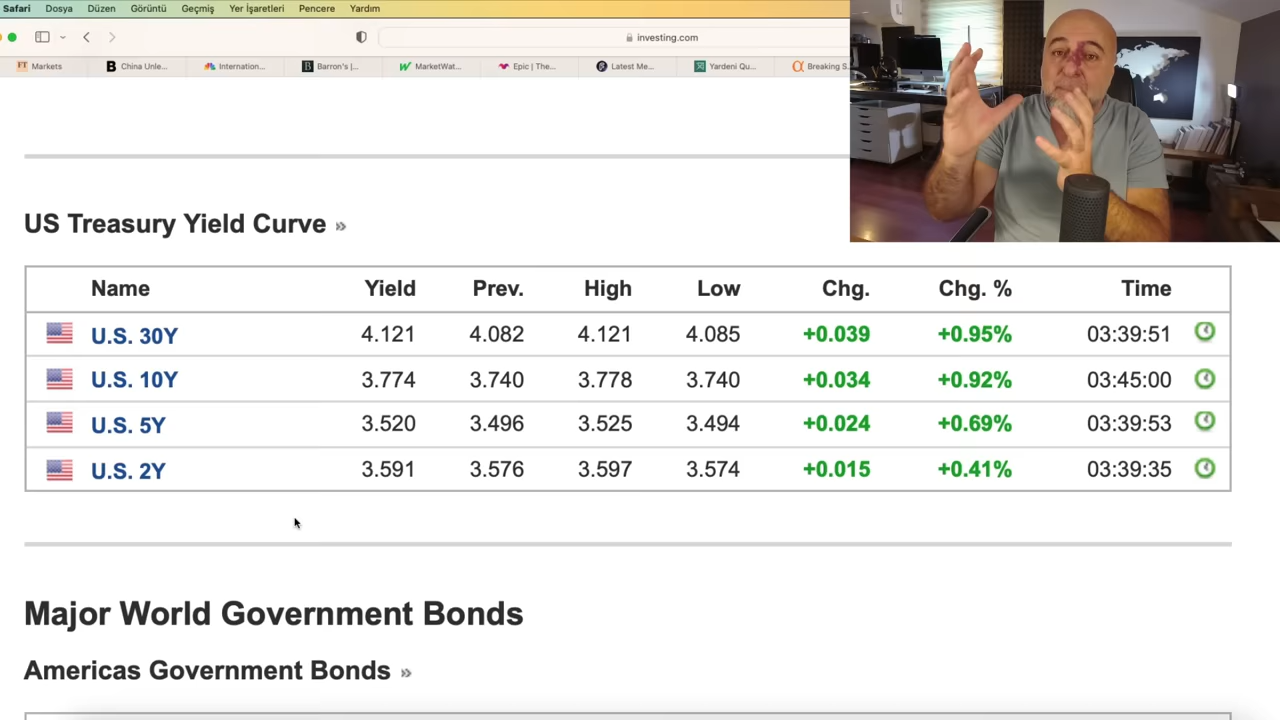 Safari Dosya Düzen Görüntü Geçmiş Yer İşaretleri Pencere Yardım
investing.com
FT Markets B China Unle... Internation... B Barron's |... MarketWat... Epic | The... Latest Me... Yardeni Qu... α Breaking S...
US Treasury Yield Curve »
Name Yield Prev. High Low Chg. Chg. % Time
U.S. 30Y 4.121 4.082 4.121 4.085 +0.039 +0.95% 03:39:51
U.S. 10Y 3.774 3.740 3.778 3.740 +0.034 +0.92% 03:45:00
U.S. 5Y 3.520 3.496 3.525 3.494 +0.024 +0.69% 03:39:53
U.S. 2Y 3.591 3.576 3.597 3.574 +0.015 +0.41% 03:39:35
Major World Government Bonds
Americas Government Bonds »